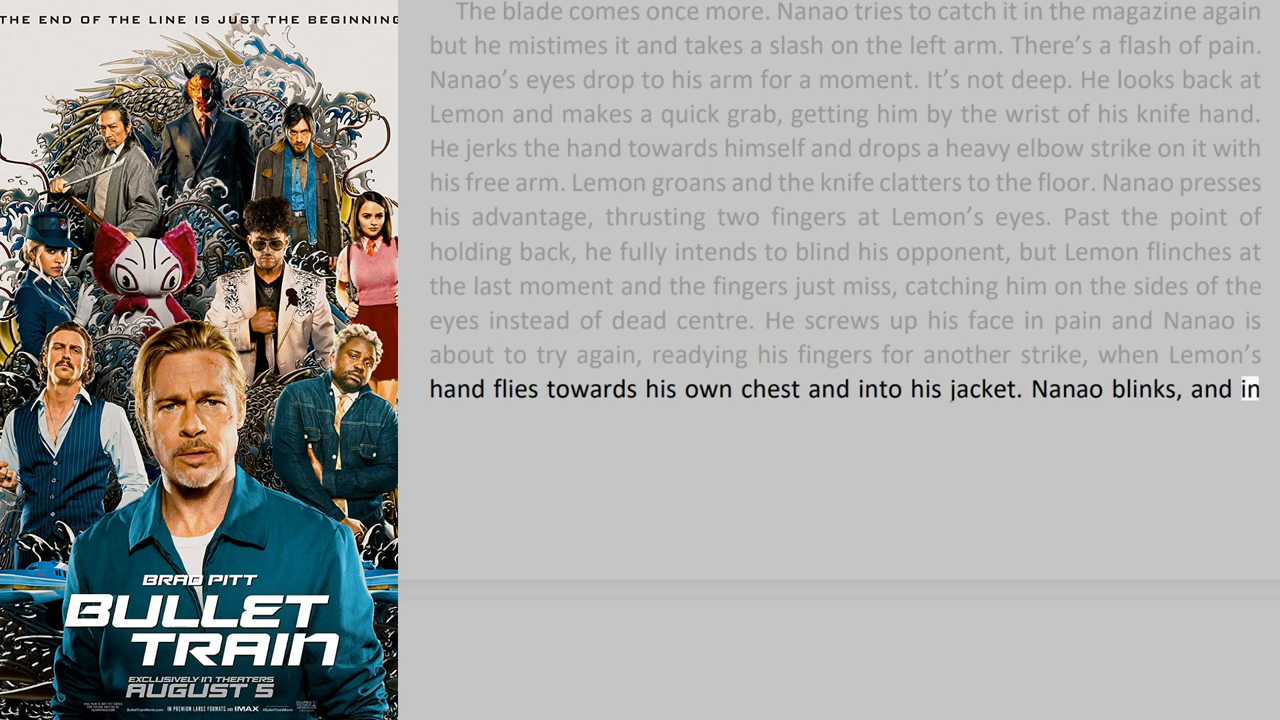 THE END OF THE LINE IS JUST THE BEGINNING
BRAD PITT
BULLET
TRAIN
EXCLUSIVELY IN THEATERS
AUGUST 5
BulletTrainMovie.com
IN PREMIUM LARGE FORMATS AND IMAX
#BulletTrainMovie
The blade comes once more. Nanao tries to catch it in the magazine again
but he mistimes it and takes a slash on the left arm. There’s a flash of pain.
Nanao’s eyes drop to his arm for a moment. It’s not deep. He looks back at
Lemon and makes a quick grab, getting him by the wrist of his knife hand.
He jerks the hand towards himself and drops a heavy elbow strike on it with
his free arm. Lemon groans and the knife clatters to the floor. Nanao presses
his advantage, thrusting two fingers at Lemon’s eyes. Past the point of
holding back, he fully intends to blind his opponent, but Lemon flinches at
the last moment and the fingers just miss, catching him on the sides of the
eyes instead of dead centre. He screws up his face in pain and Nanao is
about to try again, readying his fingers for another strike, when Lemon’s
hand flies towards his own chest and into his jacket. Nanao blinks, and in